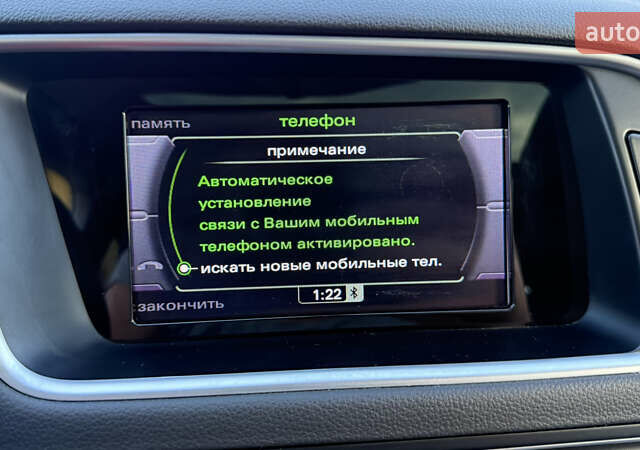 auto
память
телефон
примечание
Автоматическое
установление
связи с Вашим мобильным
телефоном активировано.
искать новые мобильные тел.
1:22
закончить